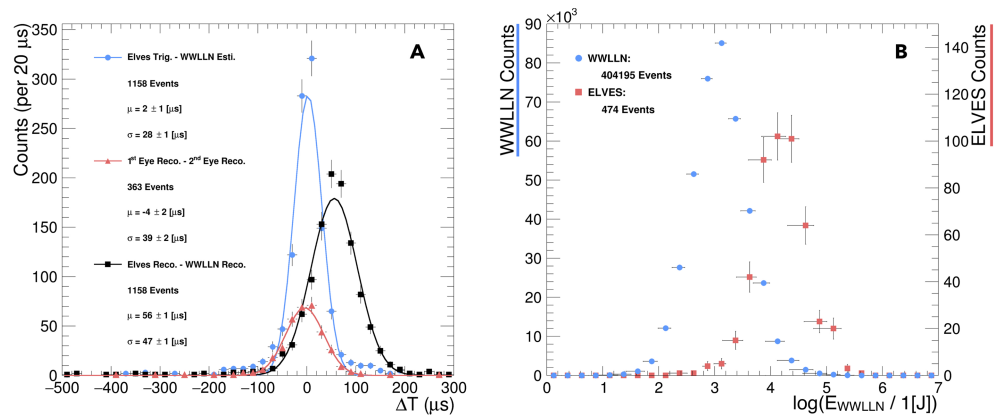 A
Counts (per 20 μs)
350
300
250
200
150
100
50
0
Elves Trig. - WWLLN Esti.
1158 Events
μ = 2 ± 1 [μs]
σ = 28 ± 1 [μs]
1st Eye Reco. - 2nd Eye Reco.
363 Events
μ = -4 ± 2 [μs]
σ = 39 ± 2 [μs]
Elves Reco. - WWLLN Reco.
1158 Events
μ = 56 ± 1 [μs]
σ = 47 ± 1 [μs]
−500 −400 −300 −200 −100 0 100 200 300
ΔT (μs)
B
×10³
WWLLN Counts
90
80
70
60
50
40
30
20
10
0
WWLLN:
404195 Events
ELVES:
474 Events
ELVES Counts
140
120
100
80
60
40
20
0
0 1 2 3 4 5 6 7
log(E_WWLLN / 1[J])